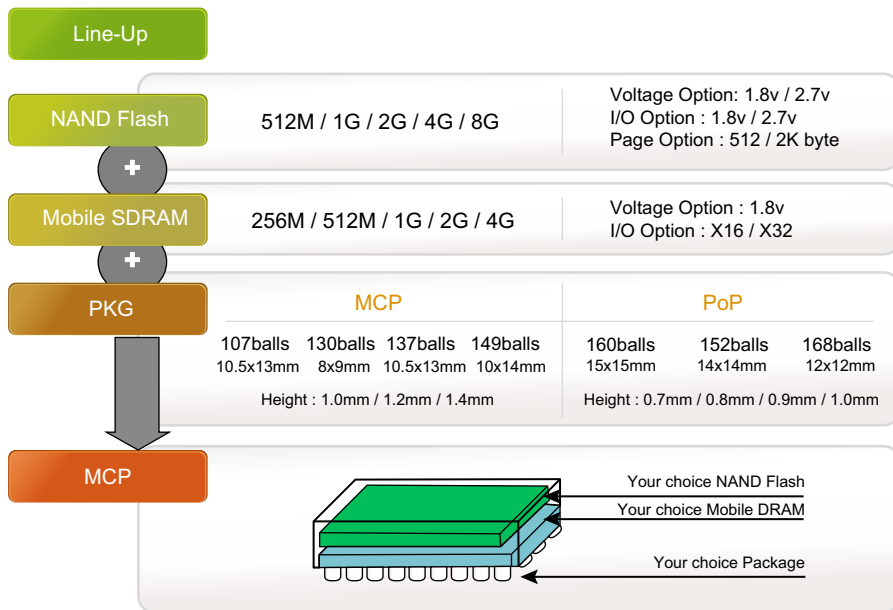 Line-Up
NAND Flash
512M / 1G / 2G / 4G / 8G
Voltage Option: 1.8v / 2.7v
I/O Option : 1.8v / 2.7v
Page Option : 512 / 2K byte
+
Mobile SDRAM
256M / 512M / 1G / 2G / 4G
Voltage Option : 1.8v
I/O Option : X16 / X32
+
PKG
MCP
107balls 130balls 137balls 149balls
10.5x13mm 8x9mm 10.5x13mm 10x14mm
Height : 1.0mm / 1.2mm / 1.4mm
PoP
160balls 152balls 168balls
15x15mm 14x14mm 12x12mm
Height : 0.7mm / 0.8mm / 0.9mm / 1.0mm
MCP
Your choice NAND Flash
Your choice Mobile DRAM
Your choice Package